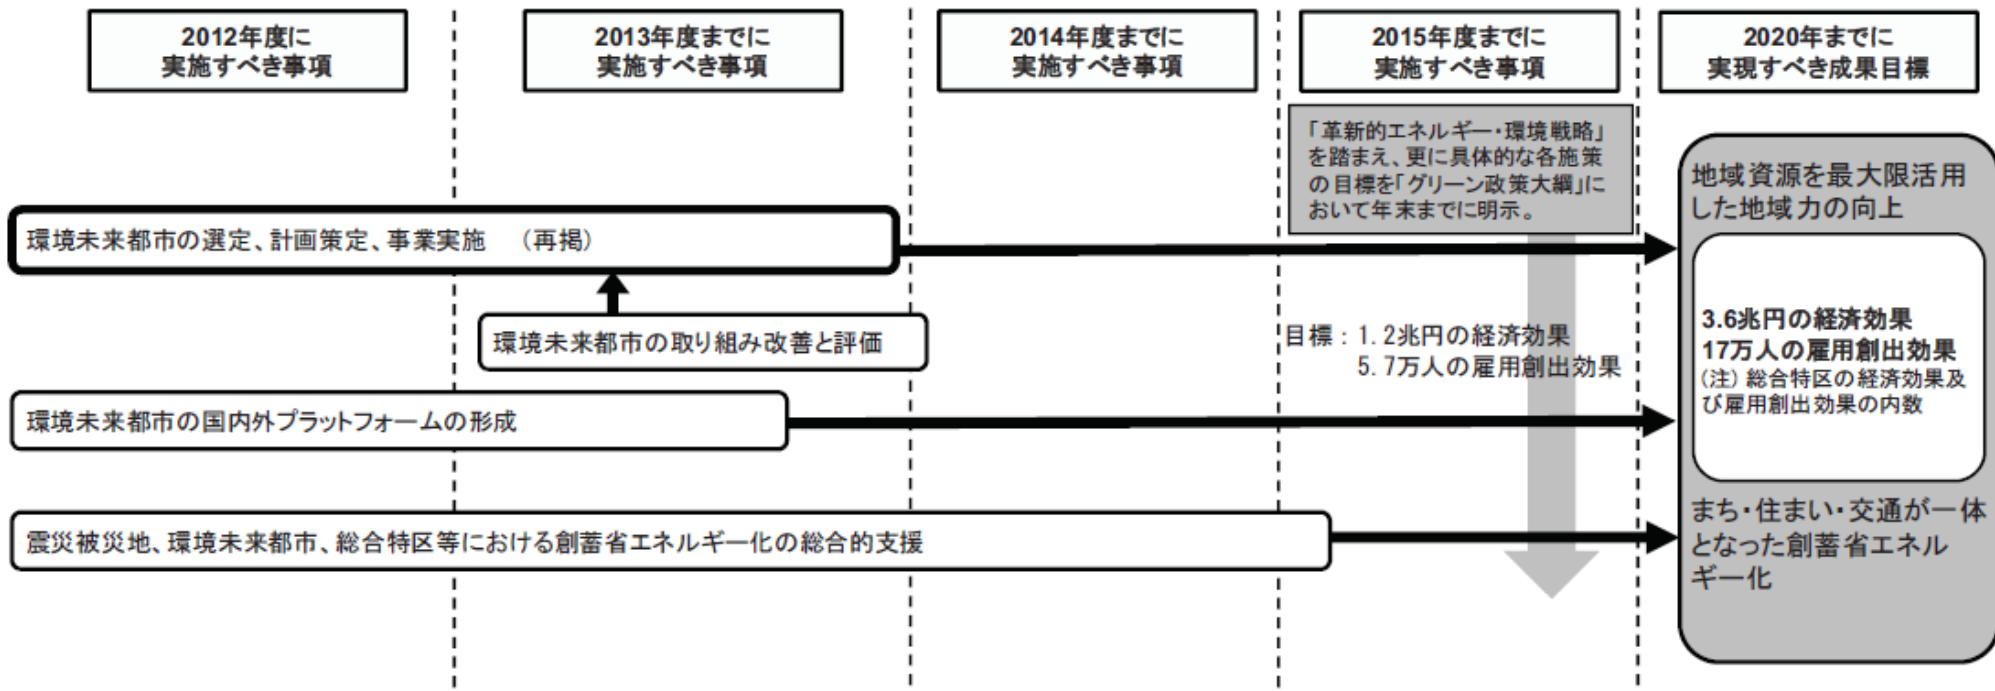 2012年度に
実施すべき事項
2013年度までに
実施すべき事項
2014年度までに
実施すべき事項
2015年度までに
実施すべき事項
2020年までに
実現すべき成果目標
「革新的エネルギー・環境戦略」
を踏まえ、更に具体的な各施策
の目標を「グリーン政策大綱」に
おいて年末までに明示。
環境未来都市の選定、計画策定、事業実施　（再掲）
環境未来都市の取り組み改善と評価
目標：1.2兆円の経済効果
5.7万人の雇用創出効果
環境未来都市の国内外プラットフォームの形成
震災被災地、環境未来都市、総合特区等における創蓄省エネルギー化の総合的支援
地域資源を最大限活用
した地域力の向上
3.6兆円の経済効果
17万人の雇用創出効果
（注）総合特区の経済効果及
び雇用創出効果の内数
まち・住まい・交通が一体
となった創蓄省エネル
ギー化